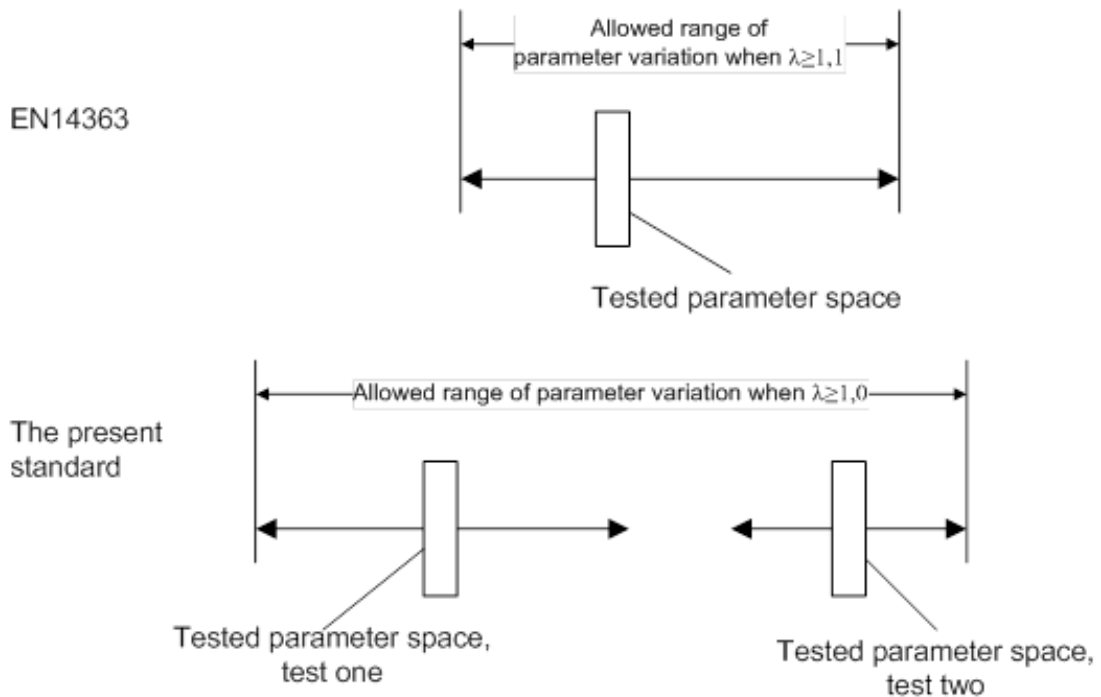 Allowed range of
parameter variation when λ≥1,1
EN14363
Tested parameter space
Allowed range of parameter variation when λ≥1,0
The present
standard
Tested parameter space,
test one
Tested parameter space,
test two